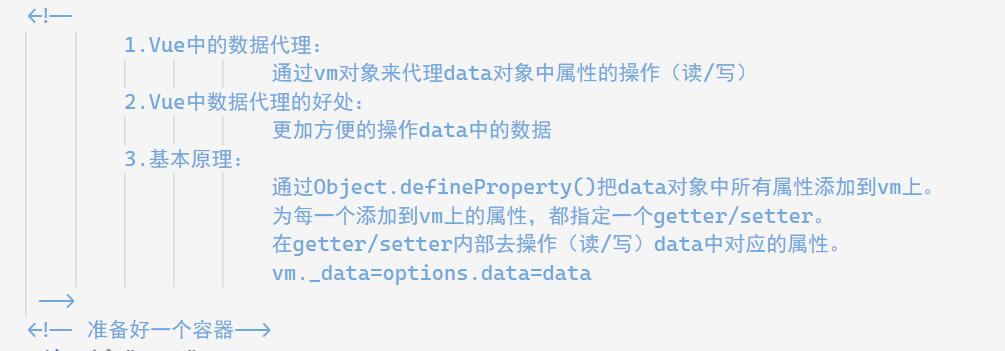 <!--
1.Vue中的数据代理：
通过vm对象来代理data对象中属性的操作（读/写）
2.Vue中数据代理的好处：
更加方便的操作data中的数据
3.基本原理：
通过Object.defineProperty()把data对象中所有属性添加到vm上。
为每一个添加到vm上的属性，都指定一个getter/setter。
在getter/setter内部去操作（读/写）data中对应的属性。
vm._data=options.data=data
-->
<!-- 准备好一个容器-->